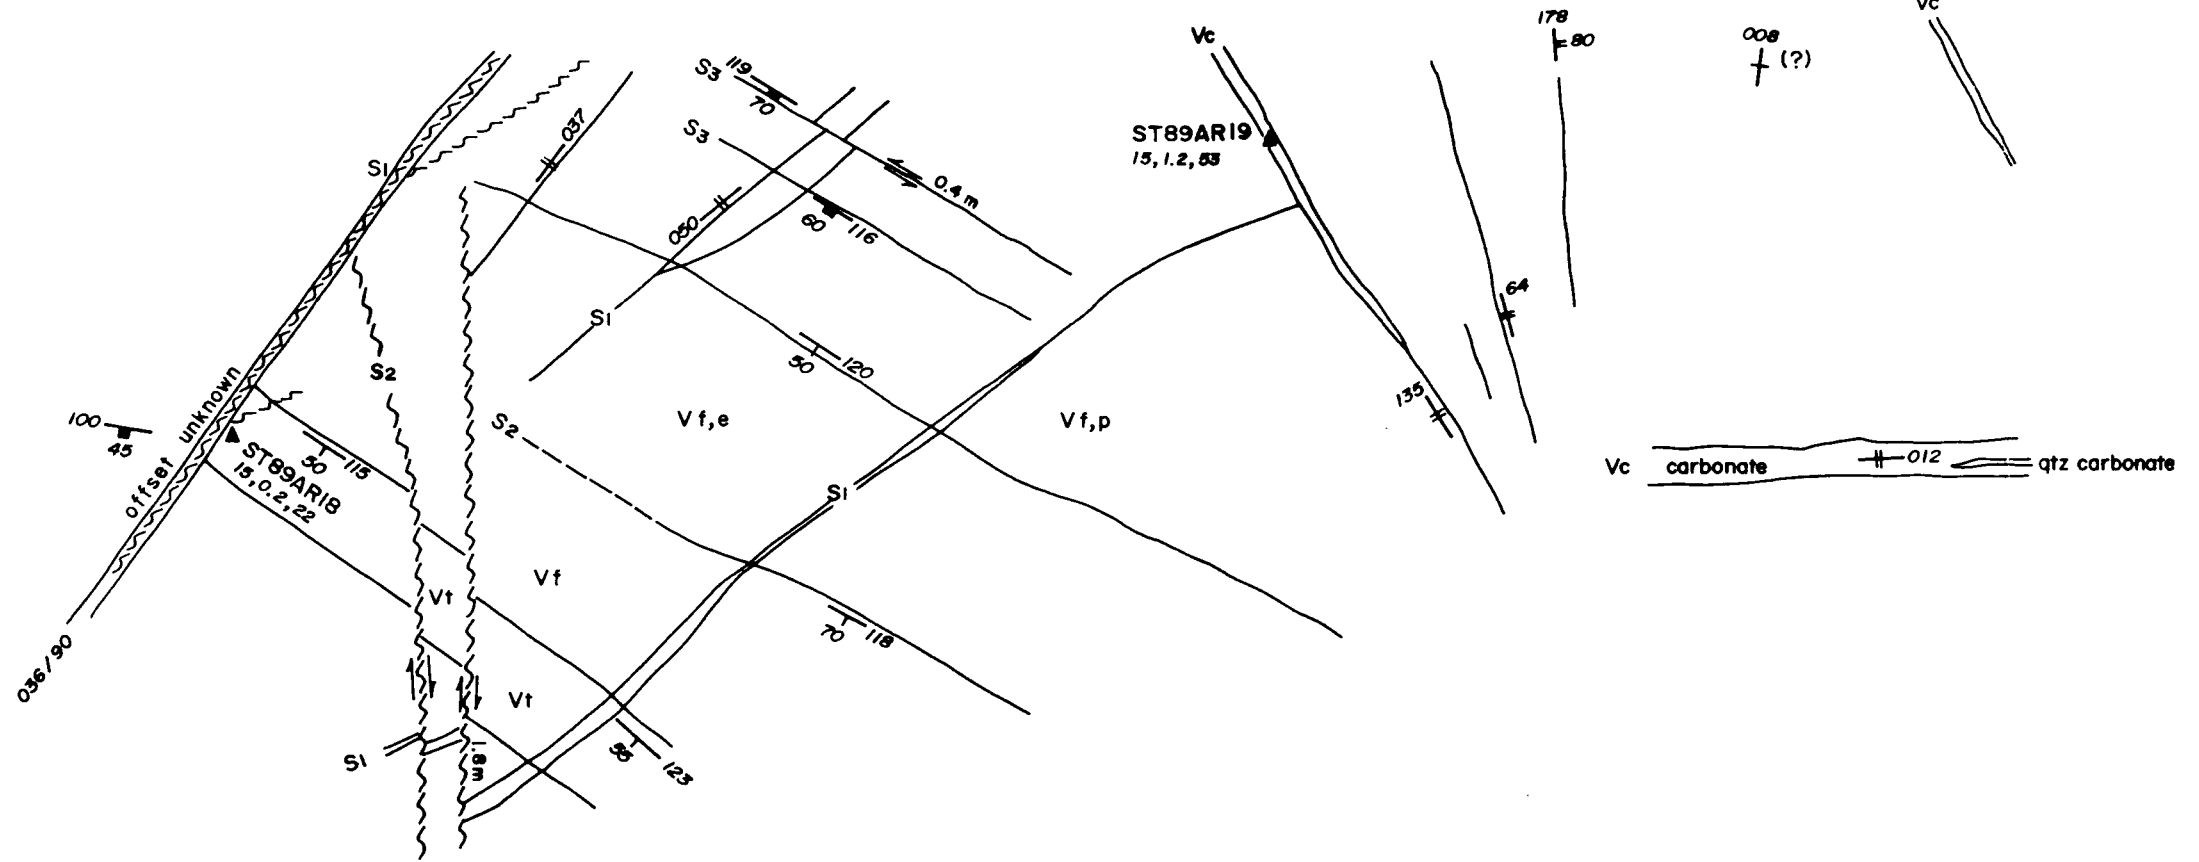 Vc
178
80
008
(?)
Vc
S3
119
70
S1
037
S3
0.4 m
ST89AR19
15, 1.2, 53
050
60
116
S1
64
50
120
S2
offset unknown
135
100
45
50
115
ST89AR18
15, 0.2, 22
S2
Vf,e
Vf,p
S1
Vc
carbonate
012
qtz carbonate
Vt
Vf
70
118
036/90
Vt
S1
1.8 m
55
123